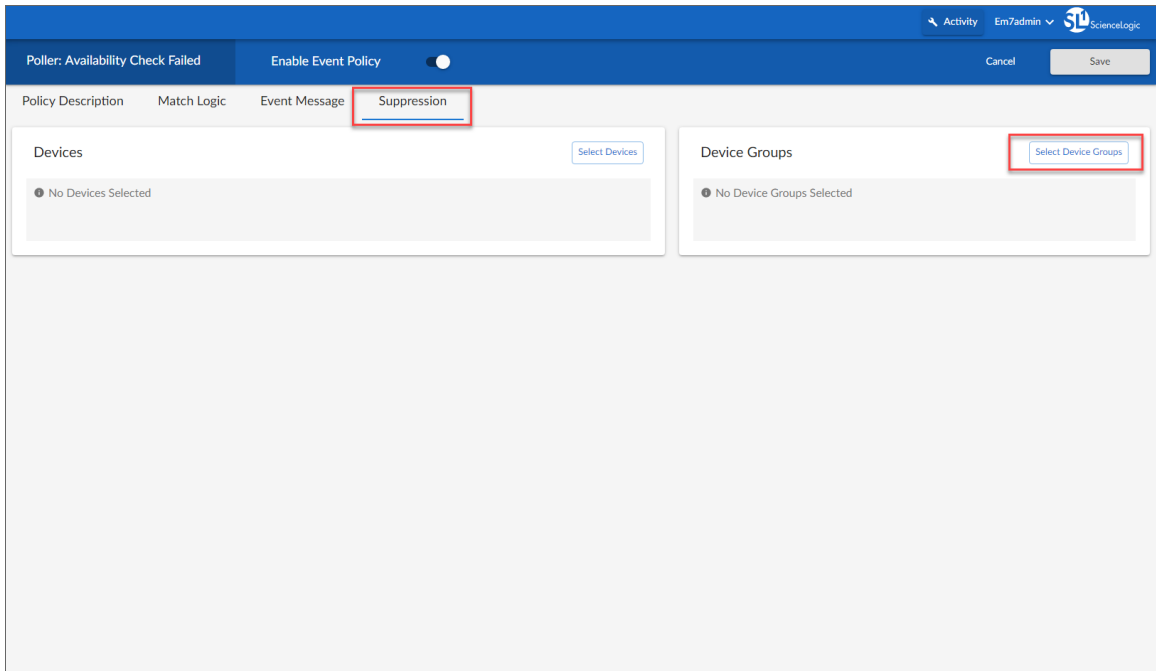 Activity Em7admin SL1 ScienceLogic
Poller: Availability Check Failed Enable Event Policy Cancel Save
Policy Description Match Logic Event Message Suppression
Devices Select Devices
No Devices Selected
Device Groups Select Device Groups
No Device Groups Selected